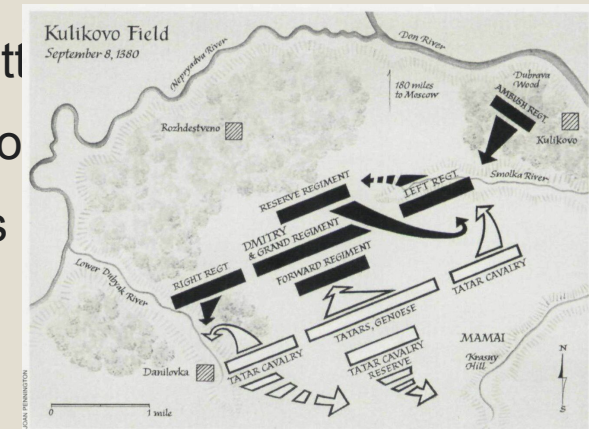 Kulikovo Field
September 8, 1380
Nepryadva River
Don River
180 miles
to Moscow
Dubrava
Wood
AMBUSH REGT.
Kulikovo
Rozhdestveno
Smolka River
LEFT REGT
RESERVE REGIMENT
DMITRY
& GRAND REGIMENT
FORWARD REGIMENT
RIGHT REGT
Lower Dubyak River
TATAR CAVALRY
TATARS, GENOESE
TATAR CAVALRY
TATAR CAVALRY
RESERVE
MAMAI
Krasny
Hill
Danilovka
N
S
0 1 mile
JOAN PENNINGTON
tt
o
s